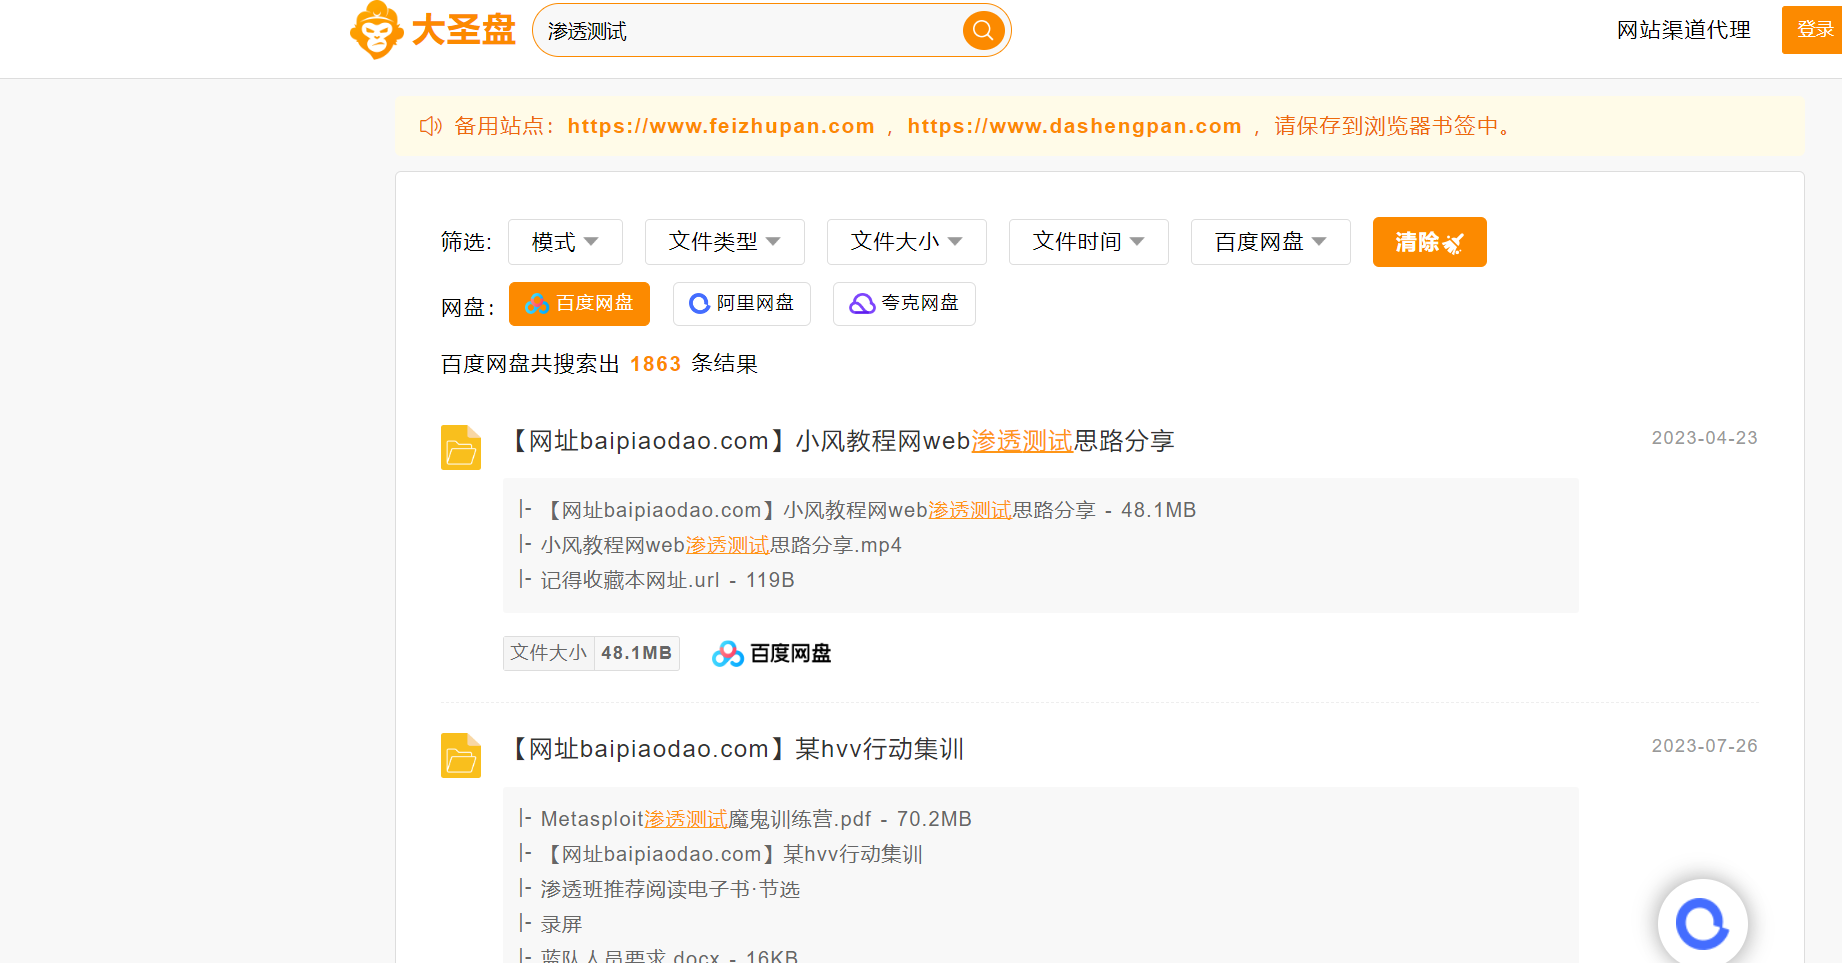 大圣盘
渗透测试
网站渠道代理
登录
备用站点：https://www.feizhupan.com ，https://www.dashengpan.com ，请保存到浏览器书签中。
筛选: 模式 文件类型 文件大小 文件时间 百度网盘 清除
网盘: 百度网盘 阿里网盘 夸克网盘
百度网盘共搜索出 1863 条结果
【网址baipiaodao.com】小风教程网web渗透测试思路分享 2023-04-23
|- 【网址baipiaodao.com】小风教程网web渗透测试思路分享 - 48.1MB
|- 小风教程网web渗透测试思路分享.mp4
|- 记得收藏本网址.url - 119B
文件大小 48.1MB 百度网盘
【网址baipiaodao.com】某hvv行动集训 2023-07-26
|- Metasploit渗透测试魔鬼训练营.pdf - 70.2MB
|- 【网址baipiaodao.com】某hvv行动集训
|- 渗透班推荐阅读电子书·节选
|- 录屏
|- 蓝队人员要求.docx - 16KB